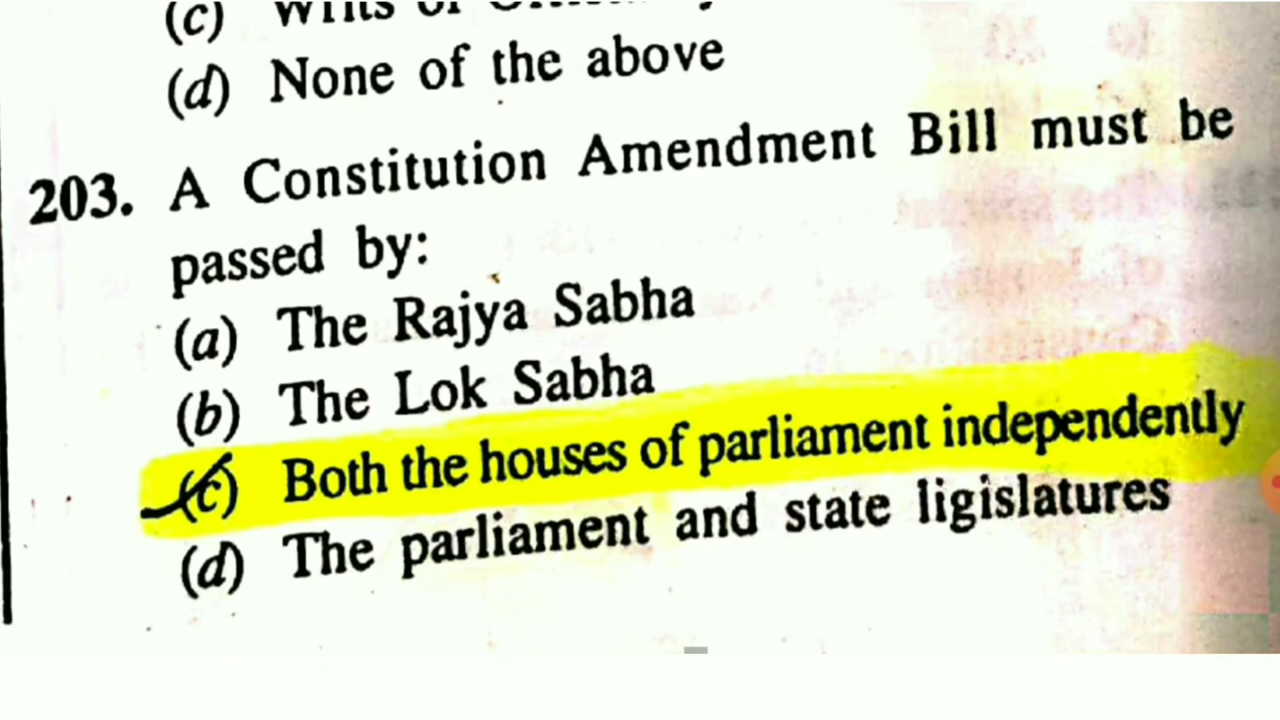 (c)
(d) None of the above
203. A Constitution Amendment Bill must be
passed by:
(a) The Rajya Sabha
(b) The Lok Sabha
(c) Both the houses of parliament independently
(d) The parliament and state ligislatures